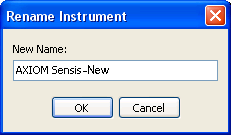 Rename Instrument
New Name:
AXIOM Sensis-New
OK Cancel